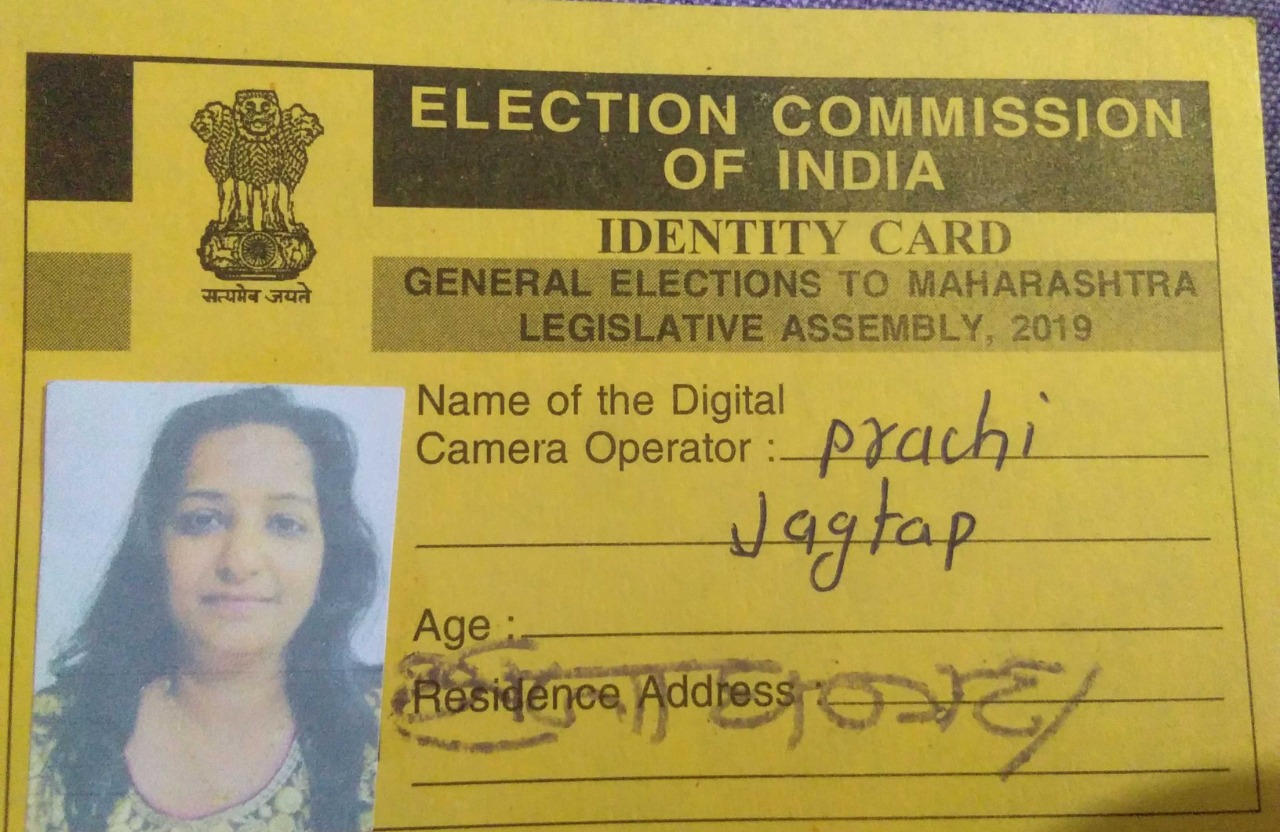 ELECTION COMMISSION
OF INDIA
IDENTITY CARD
GENERAL ELECTIONS TO MAHARASHTRA
LEGISLATIVE ASSEMBLY, 2019
सत्यमेव जयते
Name of the Digital
Camera Operator : Prachi
Jagtap
Age :
Residence Address :